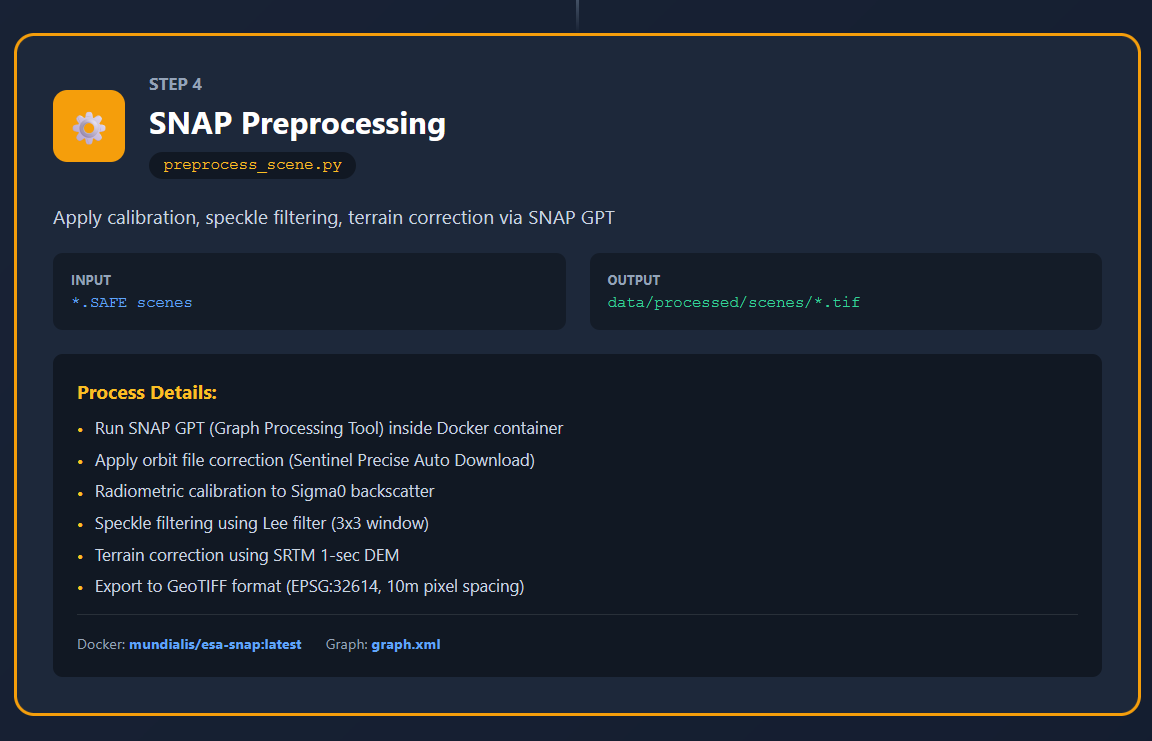 STEP 4
SNAP Preprocessing
preprocess_scene.py
Apply calibration, speckle filtering, terrain correction via SNAP GPT
INPUT
*.SAFE scenes
OUTPUT
data/processed/scenes/*.tif
Process Details:
• Run SNAP GPT (Graph Processing Tool) inside Docker container
• Apply orbit file correction (Sentinel Precise Auto Download)
• Radiometric calibration to Sigma0 backscatter
• Speckle filtering using Lee filter (3x3 window)
• Terrain correction using SRTM 1-sec DEM
• Export to GeoTIFF format (EPSG:32614, 10m pixel spacing)
Docker: mundialis/esa-snap:latest Graph: graph.xml